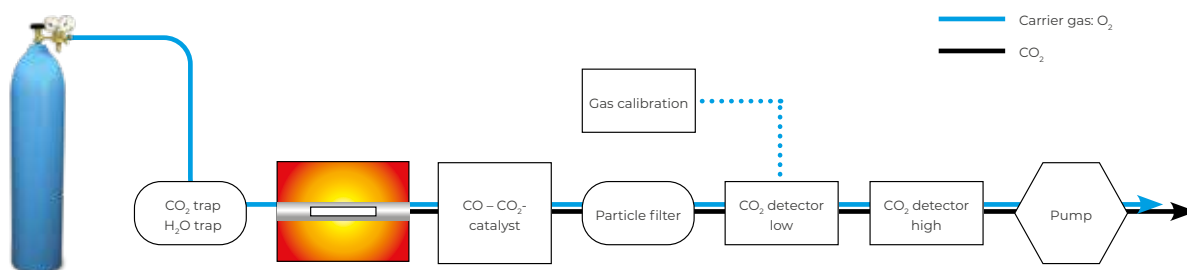 Carrier gas: O₂
CO₂
Gas calibration
CO₂ trap
H₂O trap
CO – CO₂-
catalyst
Particle filter
CO₂ detector
low
CO₂ detector
high
Pump